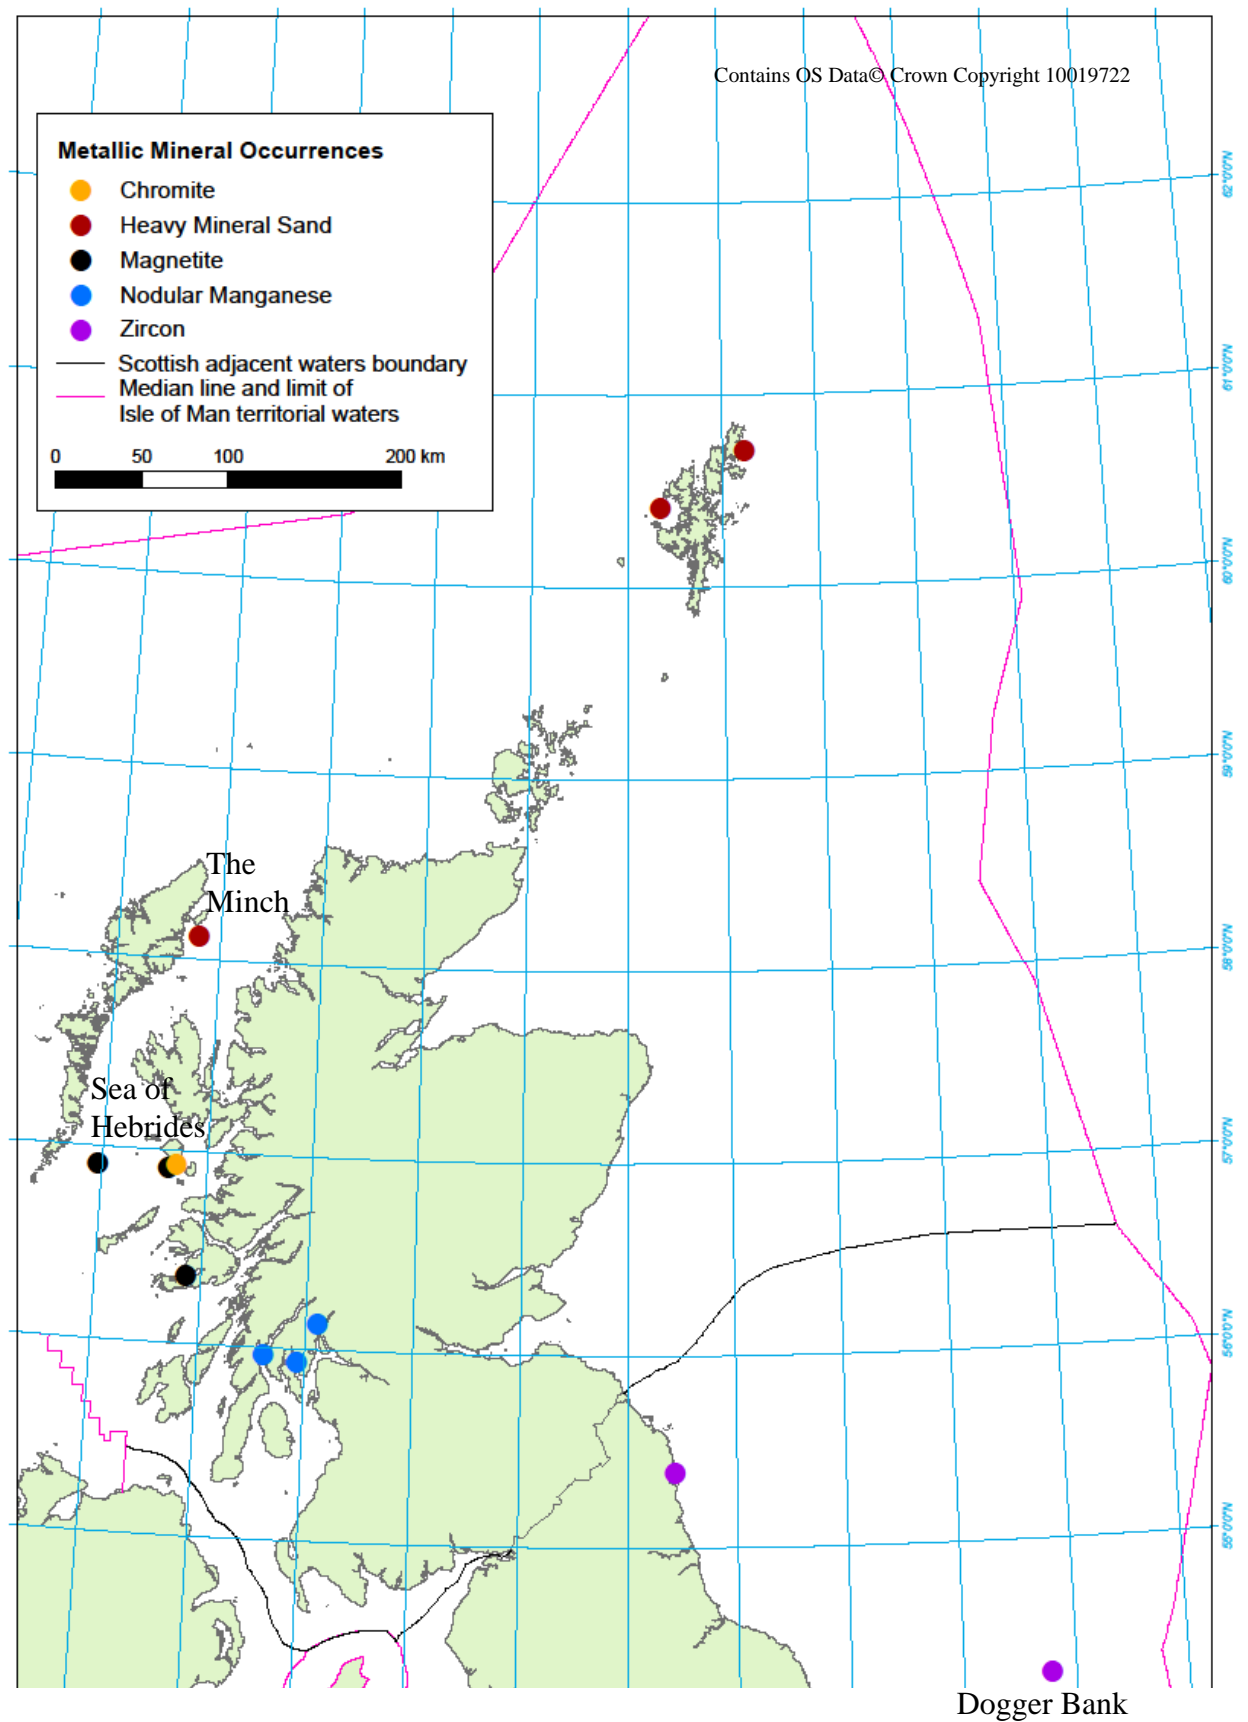 Contains OS Data© Crown Copyright 10019722
Metallic Mineral Occurrences
Chromite
Heavy Mineral Sand
Magnetite
Nodular Manganese
Zircon
Scottish adjacent waters boundary
Median line and limit of
Isle of Man territorial waters
0 50 100 200 km
62°0'0"N
61°0'0"N
60°0'0"N
59°0'0"N
58°0'0"N
57°0'0"N
56°0'0"N
55°0'0"N
The
Minch
Sea of
Hebrides
Dogger Bank